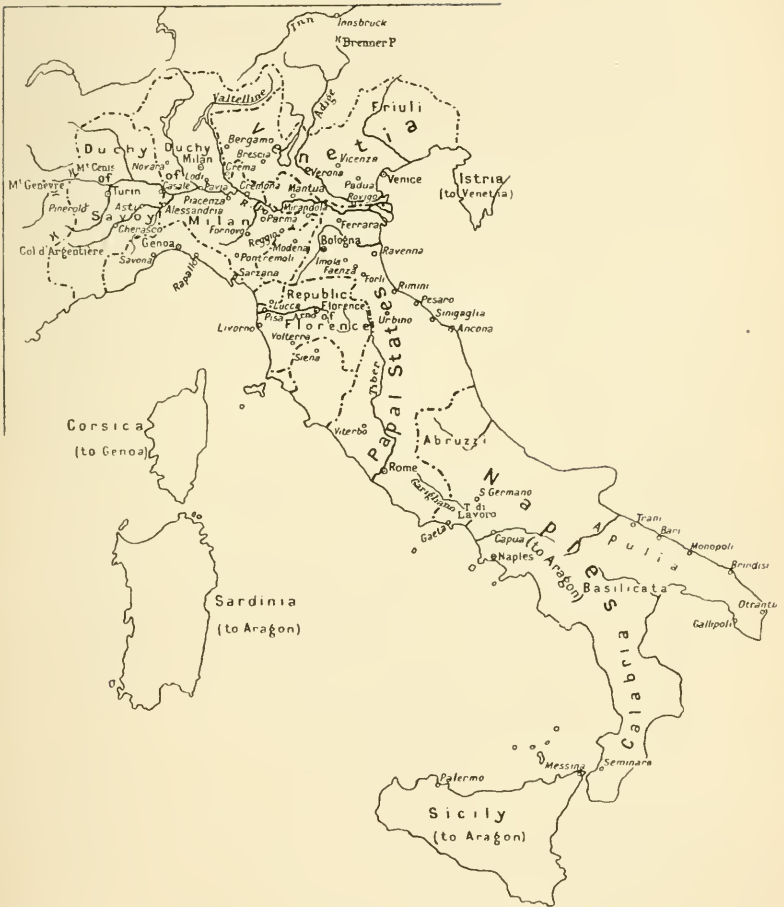 Inn
Innsbruck
Brenner P
Valtelline
Adige
Friuli
Venetia
Duchy of Savoy
Duchy of Milan
Bergamo
Brescia
Vicenza
Milan
Novara
Crema
Verona
Mt Cenis
Lodi
Padua
Venice
Istria
(to Venetia)
Mt Genèvre
Turin
Casale
Pavia
Cremona
Mantua
Rovigo
Pinerolo
Asti
Alessandria
Piacenza
R. Po
Mirandola
Parma
Ferrara
Cherasco
Fornovo
Reggio
Modena
Bologna
Col d'Argentière
Genoa
Savona
Rapallo
Pontremoli
Sarzana
Imola
Faenza
Forli
Ravenna
Rimini
Republic of Florence
Lucca
Florence
Pisa
Arno
Pesaro
Urbino
Sinigaglia
Ancona
Livorno
Volterra
Siena
Tiber
Papal States
Corsica
(to Genoa)
Viterbo
Rome
Abruzzi
Naples
(to Aragon)
Garigliano
S Germano
T di
Lavoro
Gaeta
Capua
Naples
Trani
Bari
Apulia
Monopoli
Brindisi
Basilicata
Otranto
Gallipoli
Sardinia
(to Aragon)
Calabria
Messina
Seminara
Palermo
Sicily
(to Aragon)